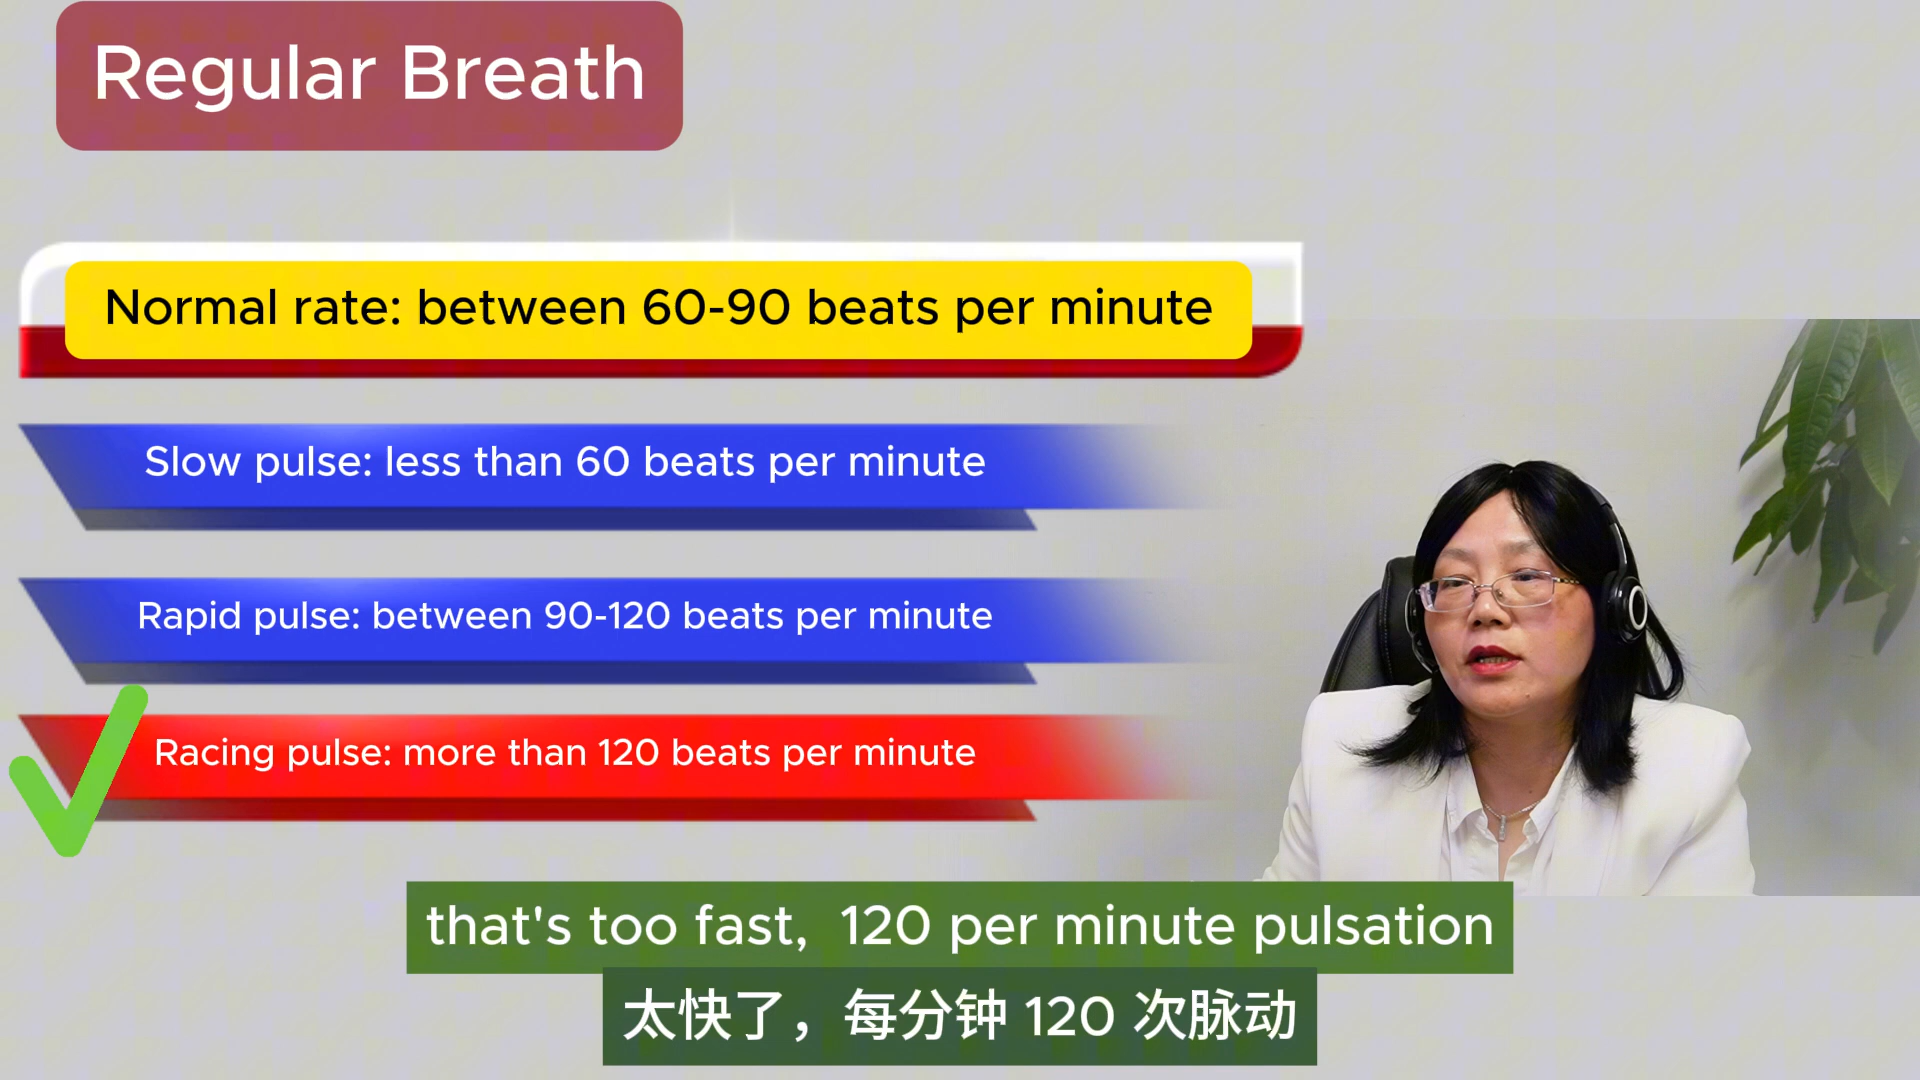 Regular Breath
Normal rate: between 60-90 beats per minute
Slow pulse: less than 60 beats per minute
Rapid pulse: between 90-120 beats per minute
Racing pulse: more than 120 beats per minute
that's too fast, 120 per minute pulsation
太快了，每分钟 120 次脉动